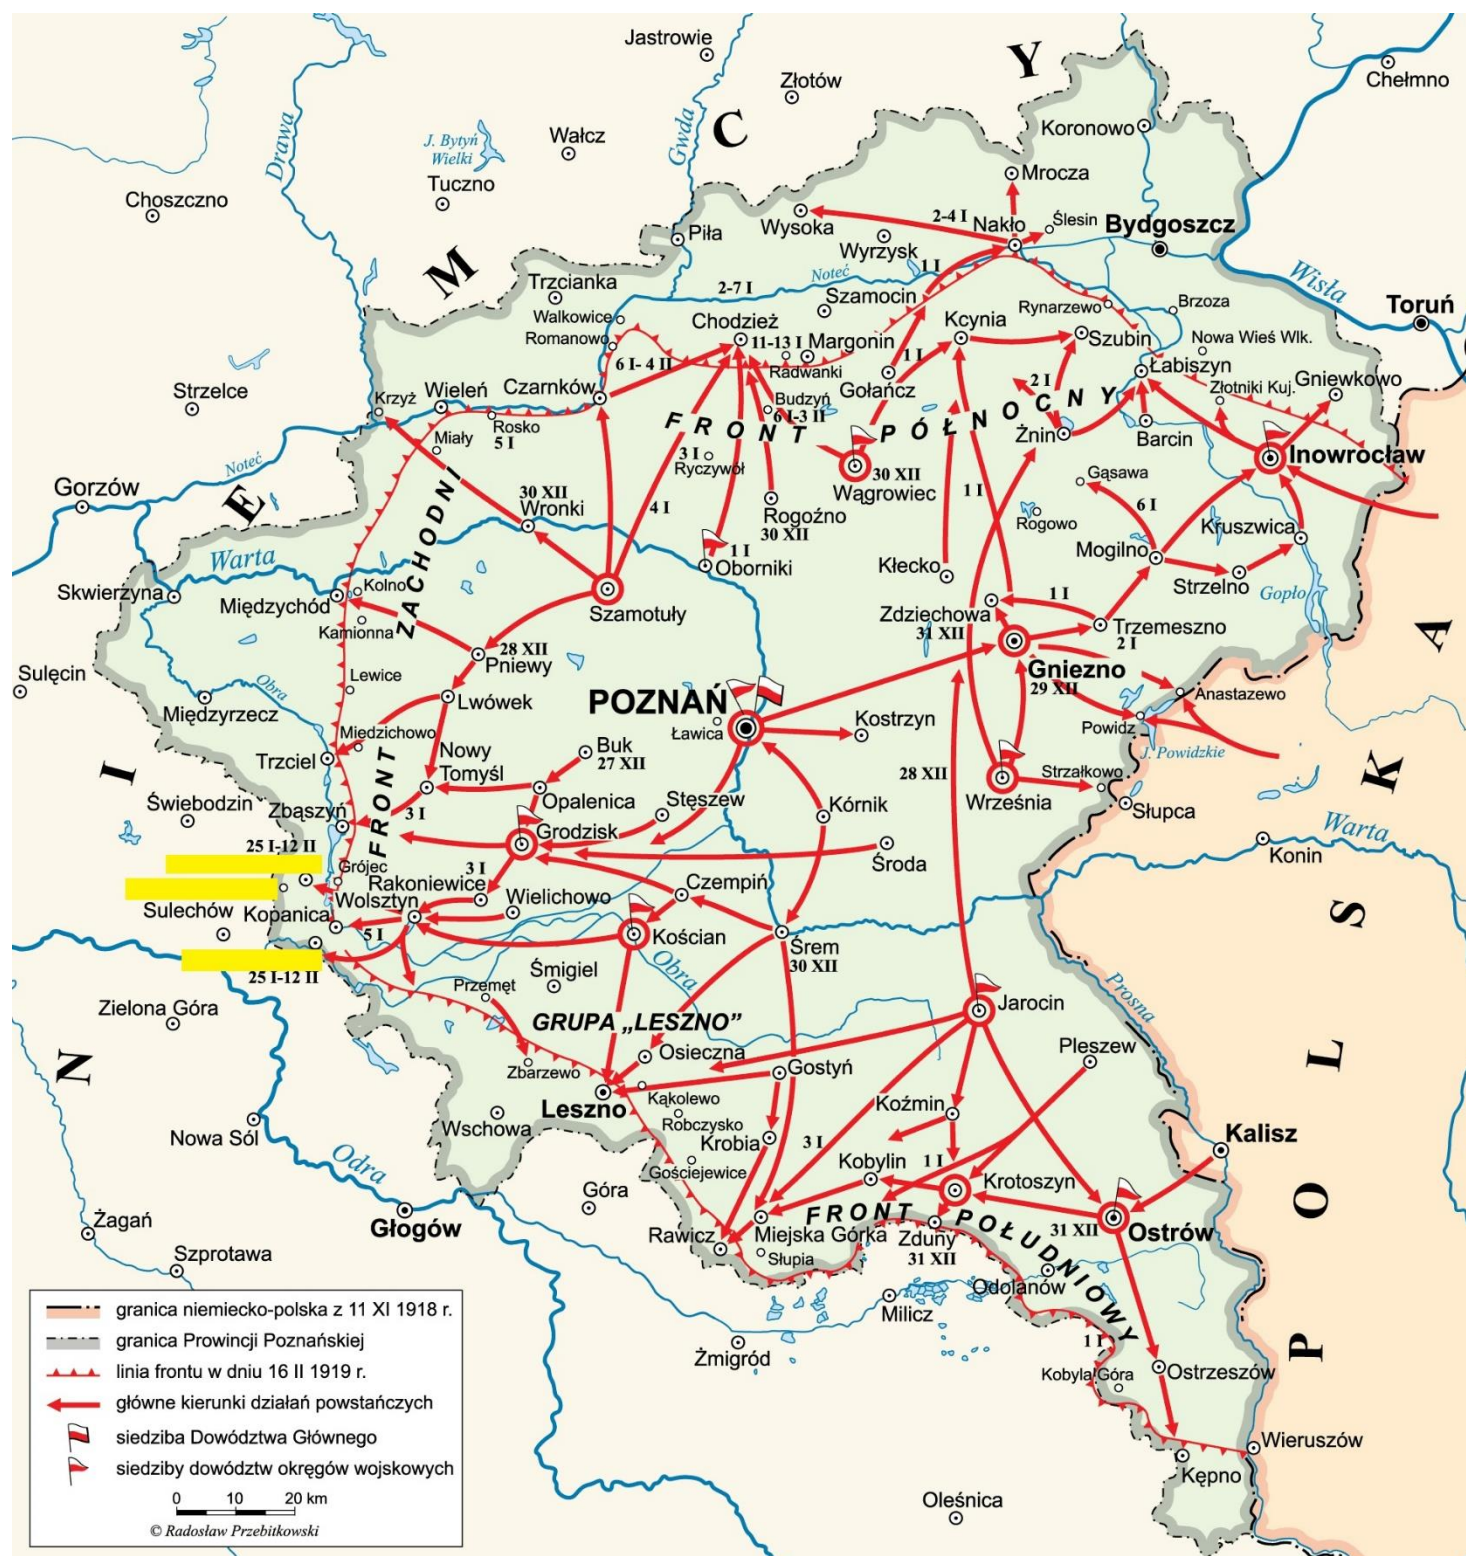 Jastrowie
Chełmno
Złotów
Y
C
Koronowo
Wałcz
J. Bytyń
Wielki
Tuczno
Drawa
Gwda
Mrocza
Choszczno
Wysoka
2-4 I
Ślesin
Nakło
Bydgoszcz
Piła
Wyrzysk
M
Trzcianka
2-7 I
Noteć
1 I
Wisła
Szamocin
Toruń
Walkowice
Romanowo
Chodzież
Kcynia
Rynarzewo
Brzoza
Szubin
Nowa Wieś Wlk.
11-13 I
Margonin
Radwanki
6 I- 4 II
1 I
Gołańcz
Łabiszyn
Strzelce
Krzyż
Wieleń
Czarnków
2 I
Złotniki Kuj.
Gniewkowo
Budzyń
6 I-3 II
Rosko
5 I
FRONT PÓŁNOCNY
Barcin
Żnin
Miały
3 I
Ryczywół
Inowrocław
Noteć
30 XII
Wągrowiec
Gąsawa
Gorzów
E
30 XII
Wronki
4 I
Rogoźno
30 XII
1 I
Rogowo
6 I
Kruszwica
Warta
1 I
Oborniki
Mogilno
Kłecko
Strzelno
Skwierzyna
Międzychód
Kolno
Kamionna
FRONT ZACHODNI
Szamotuły
Zdziechowa
31 XII
1 I
Gopło
Trzemeszno
2 I
28 XII
Pniewy
Gniezno
29 XII
A
Sulęcin
Lewice
Obra
Międzyrzecz
Lwówek
POZNAŃ
Anastazewo
Ławica
Kostrzyn
Powidz
J. Powidzkie
Miedzichowo
Trzciel
Nowy
Tomyśl
Buk
27 XII
28 XII
K
I
Września
Strzałkowo
Słupca
Świebodzin
Opalenica
Stęszew
Kórnik
Zbąszyń
3 I
Grodzisk
Warta
Konin
25 I-12 II
Środa
Grójec
3 I
Rakoniewice
Czempiń
Wolsztyn
Wielichowo
Sulechów
Kopanica
5 I
Kościan
Śrem
30 XII
S
25 I-12 II
Śmigiel
Obra
Przemęt
Zielona Góra
Prosna
Jarocin
GRUPA „LESZNO”
L
Osieczna
Pleszew
N
Zbarzewo
Gostyń
Leszno
Kąkolewo
Koźmin
Nowa Sól
Wschowa
Robczysko
Krobia
Kalisz
3 I
Odra
Gościejewice
Kobylin
1 I
Krotoszyn
O
Góra
Żagań
Głogów
FRONT POŁUDNIOWY
31 XII
Ostrów
Rawicz
Miejska Górka
Zduny
31 XII
Słupia
Szprotawa
Odolanów
Milicz
P
Żmigród
1 I
Kobyla Góra
Ostrzeszów
Wieruszów
Kępno
Oleśnica
granica niemiecko-polska z 11 XI 1918 r.
granica Prowincji Poznańskiej
linia frontu w dniu 16 II 1919 r.
główne kierunki działań powstańczych
siedziba Dowództwa Głównego
siedziby dowództw okręgów wojskowych
0 10 20 km
© Radosław Przebitkowski